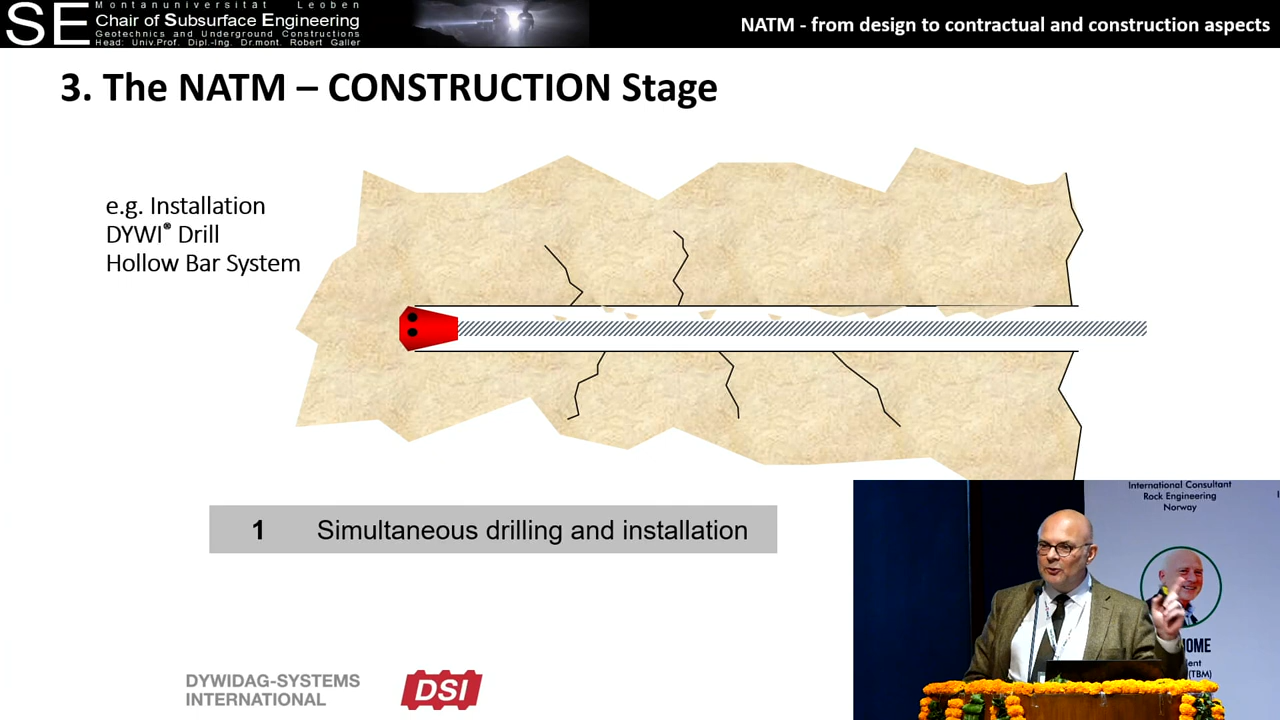 SE
Montanuniversität Leoben
Chair of Subsurface Engineering
Geotechnics and Underground Constructions
Head: Univ.Prof. Dipl.-Ing. Dr.mont. Robert Galler
NATM - from design to contractual and construction aspects
3. The NATM – CONSTRUCTION Stage
e.g. Installation
DYWI® Drill
Hollow Bar System
1 Simultaneous drilling and installation
DYWIDAG-SYSTEMS
INTERNATIONAL
DSI
International Consultant
Rock Engineering
Norway
(TBM)